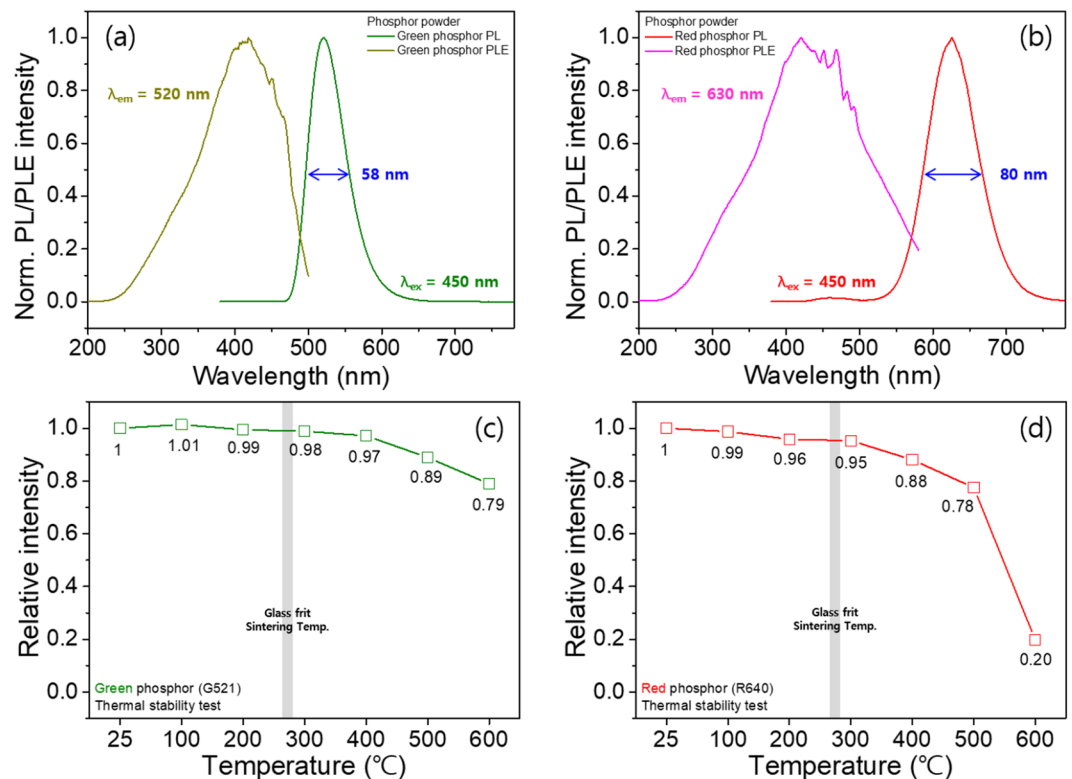 (a)
Phosphor powder
Green phosphor PL
Green phosphor PLE
λem = 520 nm
58 nm
λex = 450 nm
Norm. PL/PLE intensity
1.0
0.8
0.6
0.4
0.2
0.0
200 300 400 500 600 700
Wavelength (nm)
(b)
Phosphor powder
Red phosphor PL
Red phosphor PLE
λem = 630 nm
80 nm
λex = 450 nm
Norm. PL/PLE intensity
1.0
0.8
0.6
0.4
0.2
0.0
200 300 400 500 600 700
Wavelength (nm)
(c)
1 1.01 0.99 0.98 0.97 0.89 0.79
Glass frit
Sintering Temp.
Green phosphor (G521)
Thermal stability test
Relative intensity
1.0
0.8
0.6
0.4
0.2
0.0
25 100 200 300 400 500 600
Temperature (℃)
(d)
1 0.99 0.96 0.95 0.88 0.78 0.20
Glass frit
Sintering Temp.
Red phosphor (R640)
Thermal stability test
Relative intensity
1.0
0.8
0.6
0.4
0.2
0.0
25 100 200 300 400 500 600
Temperature (℃)